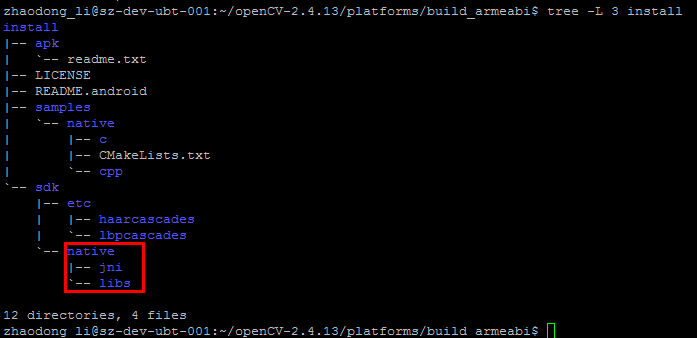 zhaodong_li@sz-dev-ubt-001:~/openCV-2.4.13/platforms/build_armeabi$ tree -L 3 install
install
|-- apk
|   `-- readme.txt
|-- LICENSE
|-- README.android
|-- samples
|   `-- native
|       |-- c
|       |-- CMakeLists.txt
|       `-- cpp
`-- sdk
    |-- etc
    |   |-- haarcascades
    |   `-- lbpcascades
    `-- native
        |-- jni
        `-- libs

12 directories, 4 files
zhaodong_li@sz-dev-ubt-001:~/openCV-2.4.13/platforms/build_armeabi$